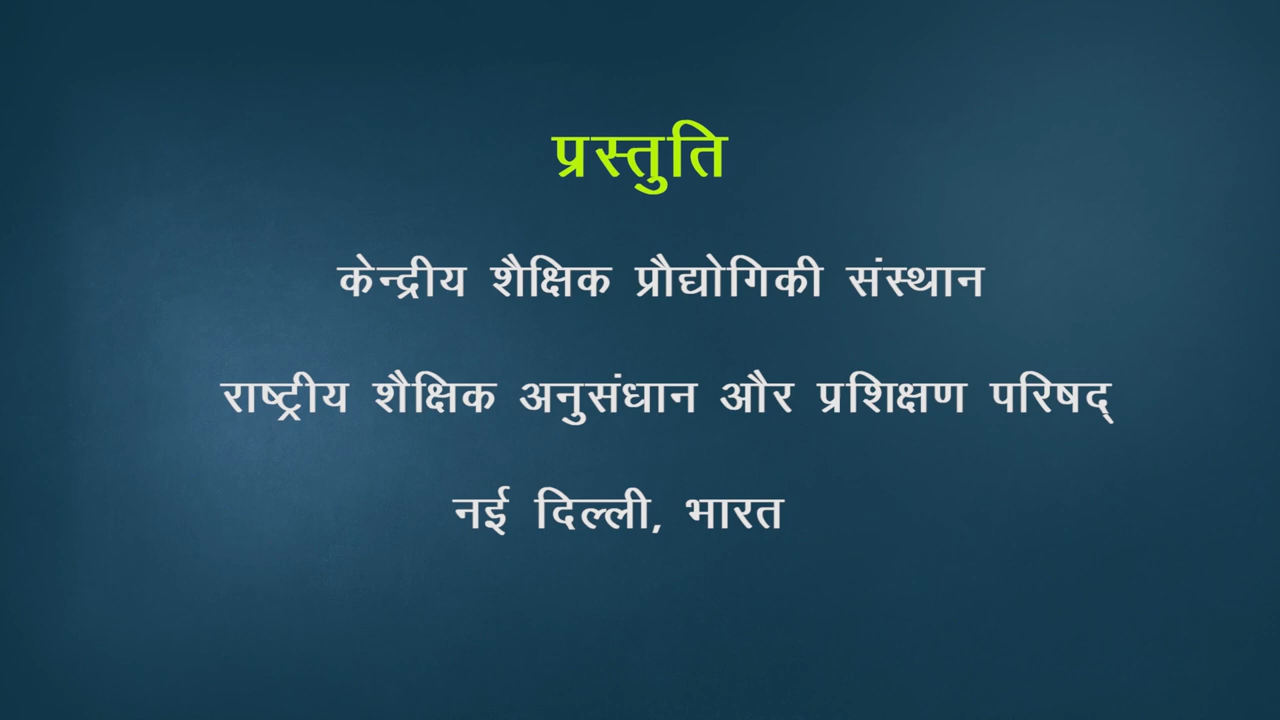 प्रस्तुति
केन्द्रीय शैक्षिक प्रौद्योगिकी संस्थान
राष्ट्रीय शैक्षिक अनुसंधान और प्रशिक्षण परिषद्
नई दिल्ली, भारत